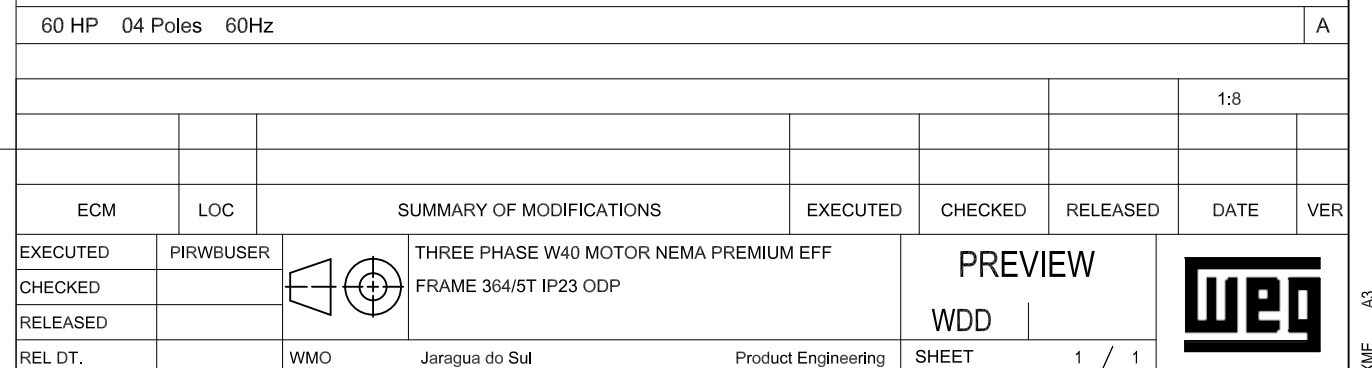 60 HP 04 Poles 60Hz A
1:8
ECM LOC SUMMARY OF MODIFICATIONS EXECUTED CHECKED RELEASED DATE VER
EXECUTED PIRWBUSER THREE PHASE W40 MOTOR NEMA PREMIUM EFF PREVIEW
CHECKED FRAME 364/5T IP23 ODP
RELEASED WDD
weg
REL DT. WMO Jaragua do Sul Product Engineering SHEET 1 / 1
A3